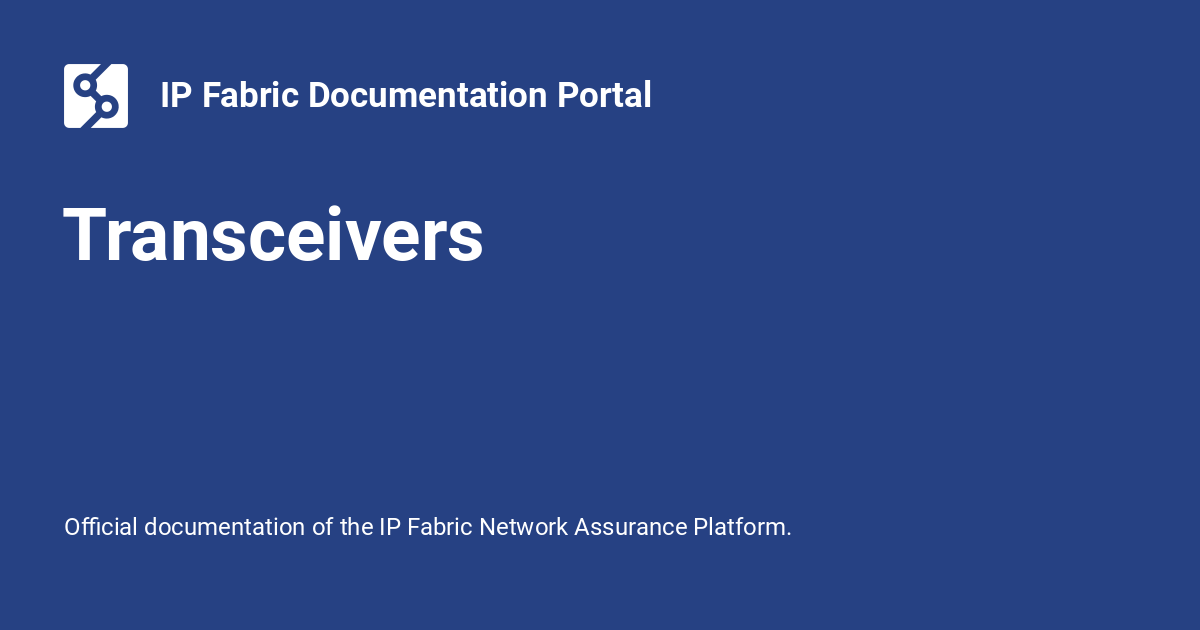 IP Fabric Documentation Portal
Transceivers
Official documentation of the IP Fabric Network Assurance Platform.